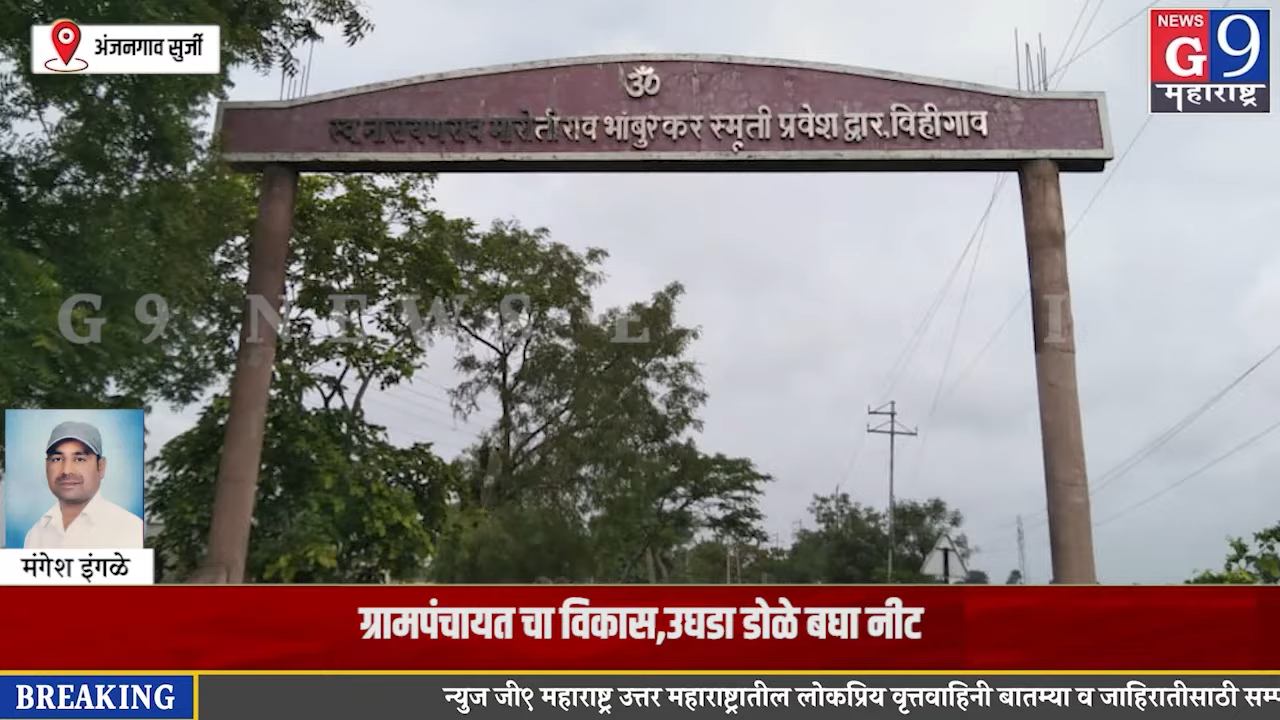 अंजनगाव सुर्जी
NEWS
G9
महाराष्ट्र
ॐ
स्व.नारायणराव मारोतीराव भांबुरकर स्मृती प्रवेश द्वार.विहीगाव
G9 NEWS
मंगेश इंगळे
ग्रामपंचायत चा विकास,उघडा डोळे बघा नीट
BREAKING
न्युज जी९ महाराष्ट्र उत्तर महाराष्ट्रातील लोकप्रिय वृत्तवाहिनी बातम्या व जाहिरातीसाठी सम